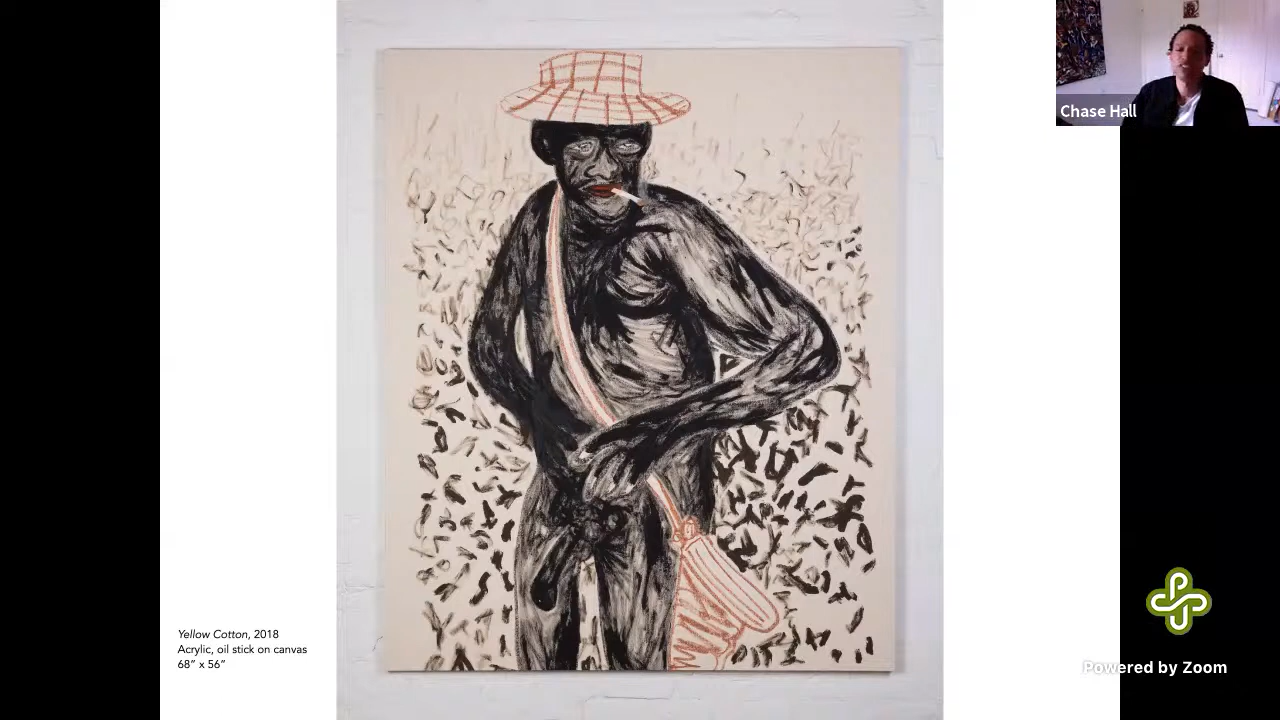 Chase Hall
Yellow Cotton, 2018
Acrylic, oil stick on canvas
68” x 56”
Powered by Zoom